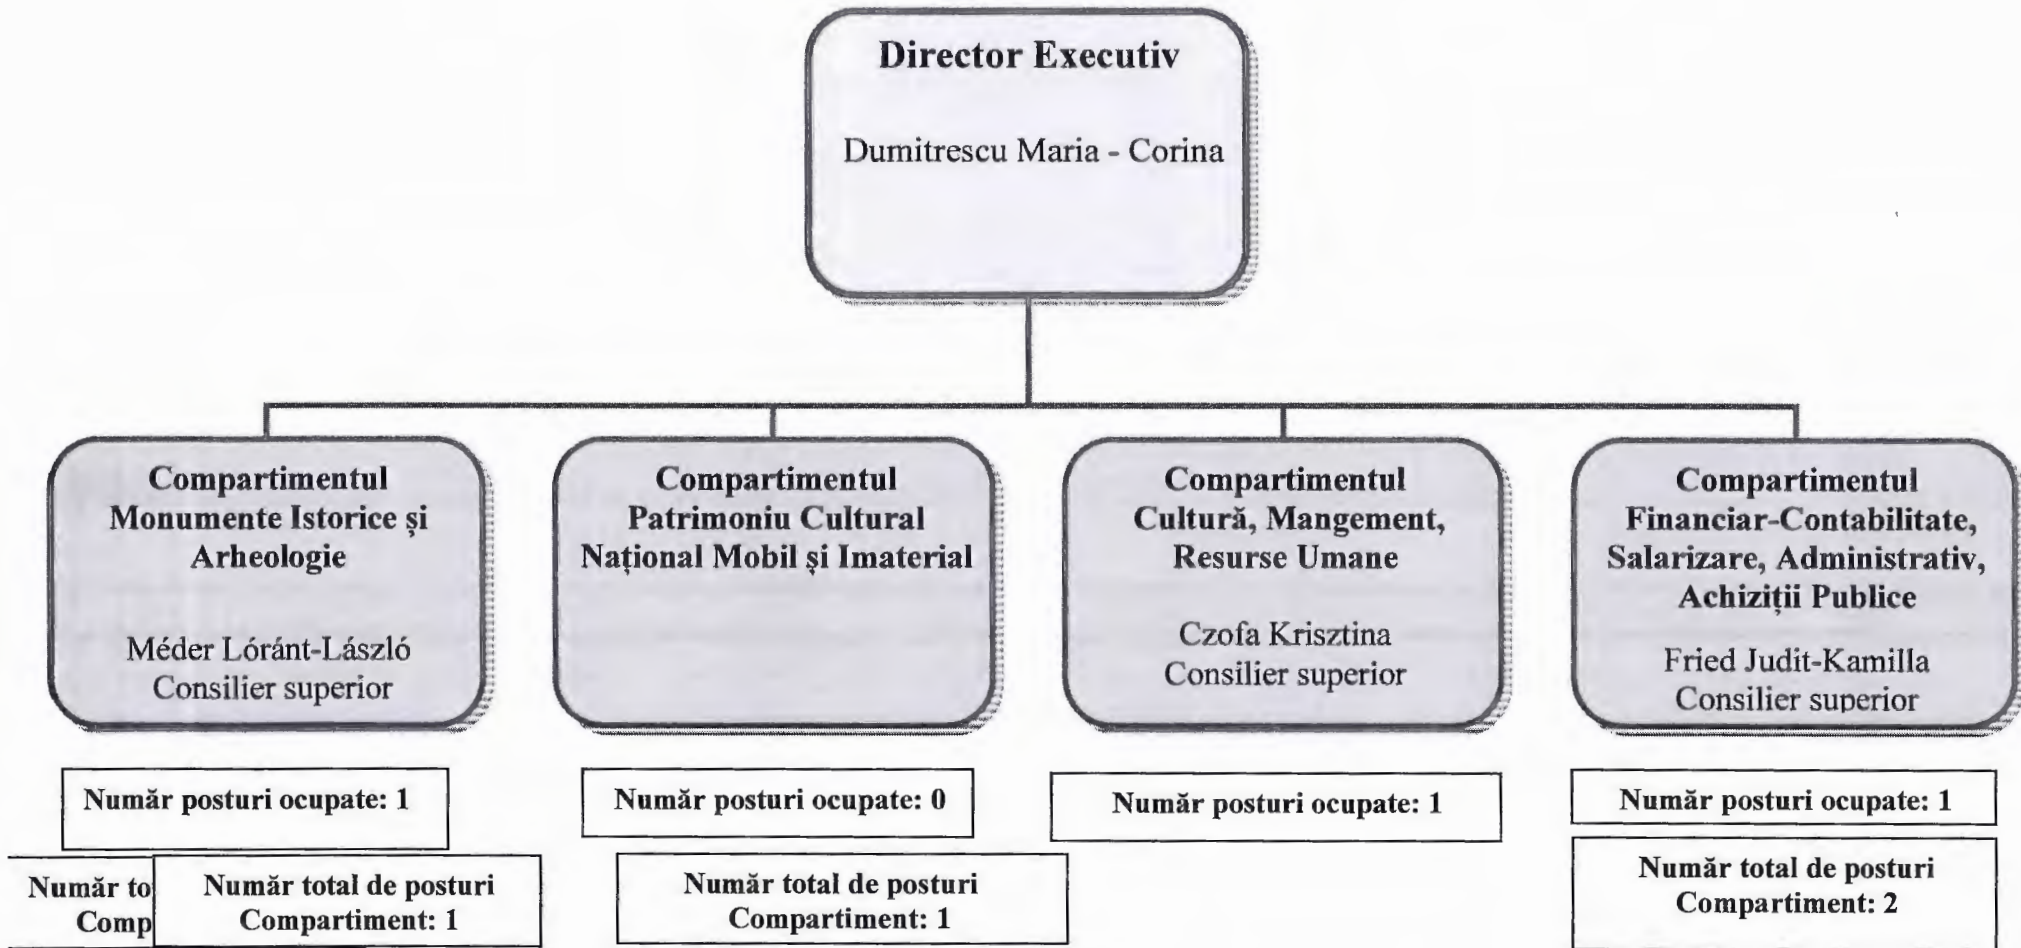 Director Executiv
Dumitrescu Maria - Corina
Compartimentul
Monumente Istorice și
Arheologie
Méder Lóránt-László
Consilier superior
Compartimentul
Patrimoniu Cultural
Național Mobil și Imaterial
Compartimentul
Cultură, Mangement,
Resurse Umane
Czofa Krisztina
Consilier superior
Compartimentul
Financiar-Contabilitate,
Salarizare, Administrativ,
Achiziții Publice
Fried Judit-Kamilla
Consilier superior
Număr posturi ocupate: 1
Număr posturi ocupate: 0
Număr posturi ocupate: 1
Număr posturi ocupate: 1
Număr to
Comp
Număr total de posturi
Compartiment: 1
Număr total de posturi
Compartiment: 1
Număr total de posturi
Compartiment: 2